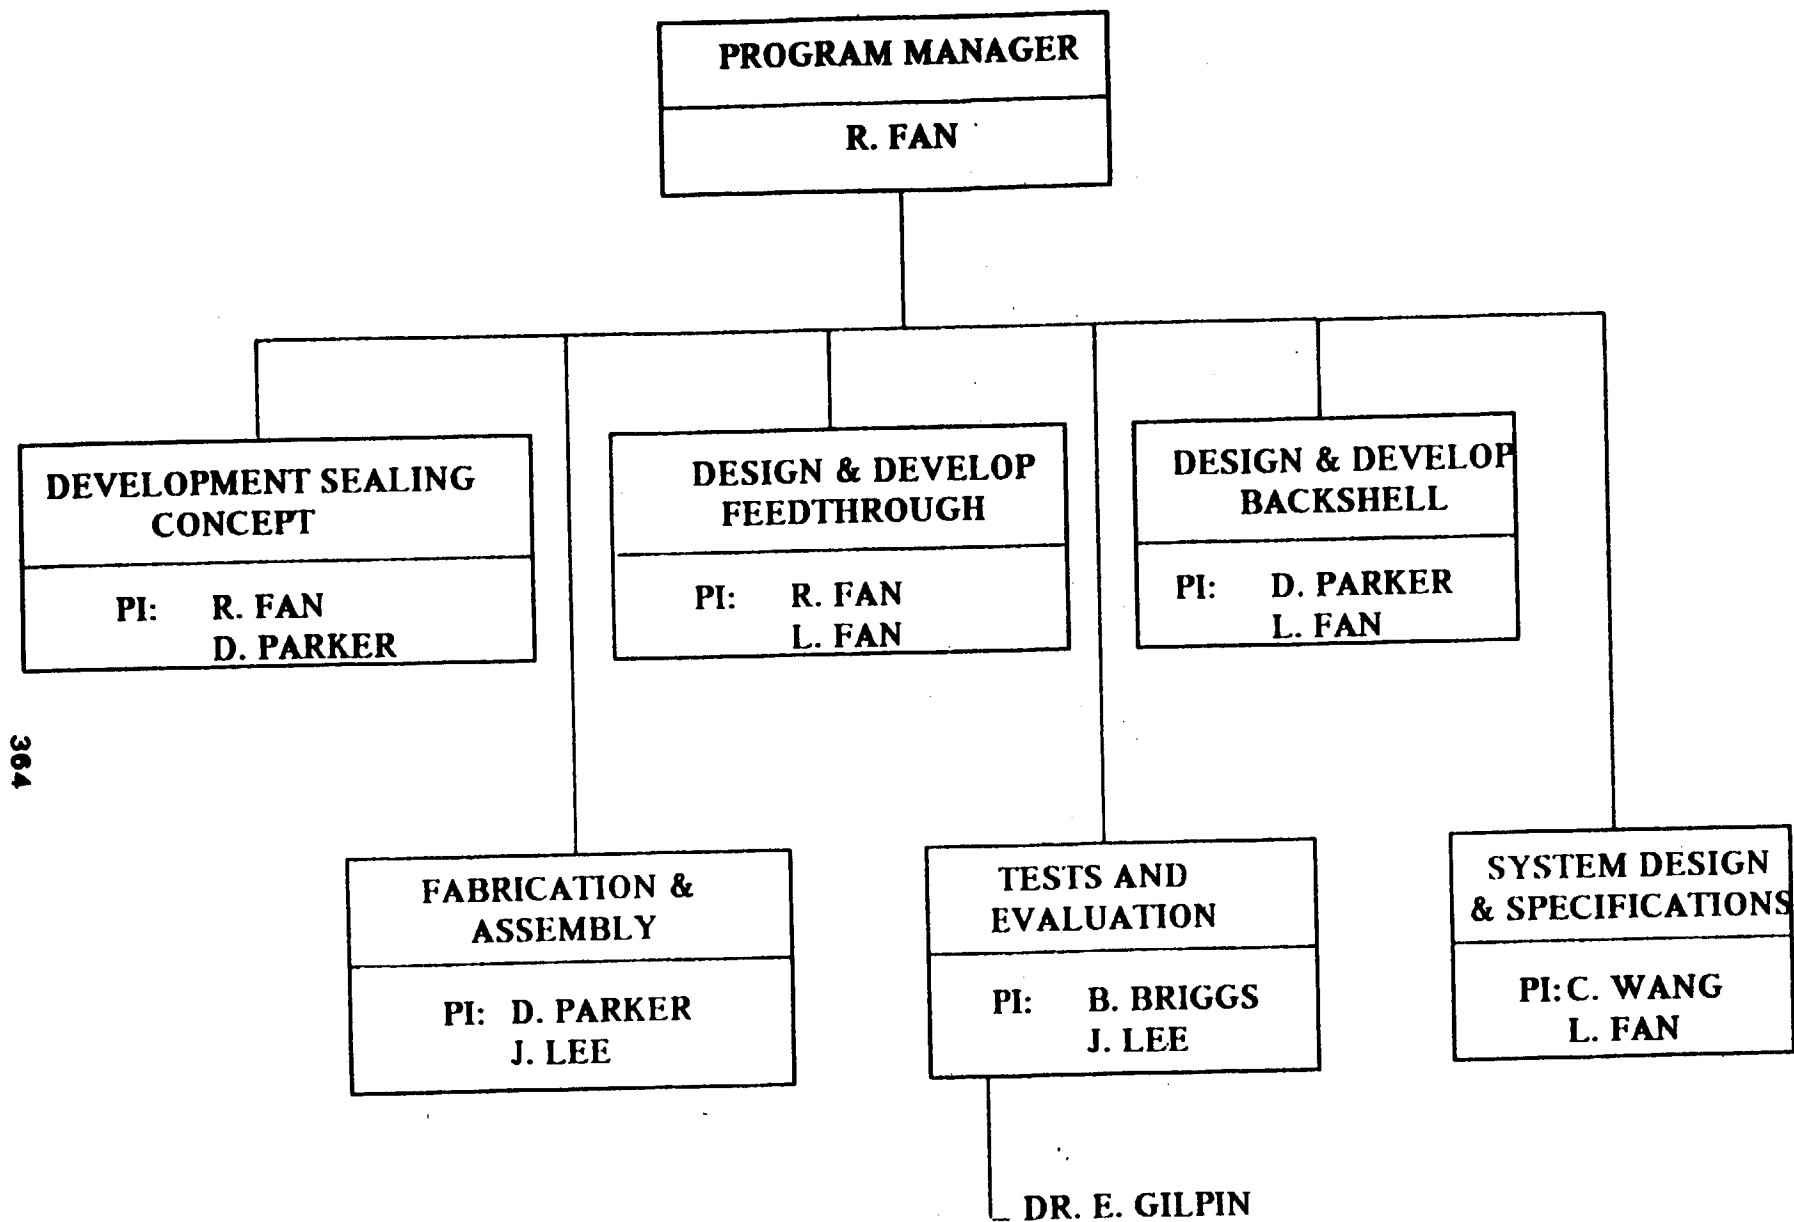 PROGRAM MANAGER
R. FAN
DEVELOPMENT SEALING
CONCEPT
PI: R. FAN
D. PARKER
DESIGN & DEVELOP
FEEDTHROUGH
PI: R. FAN
L. FAN
DESIGN & DEVELOP
BACKSHELL
PI: D. PARKER
L. FAN
364
FABRICATION &
ASSEMBLY
PI: D. PARKER
J. LEE
TESTS AND
EVALUATION
PI: B. BRIGGS
J. LEE
SYSTEM DESIGN
& SPECIFICATIONS
PI: C. WANG
L. FAN
DR. E. GILPIN